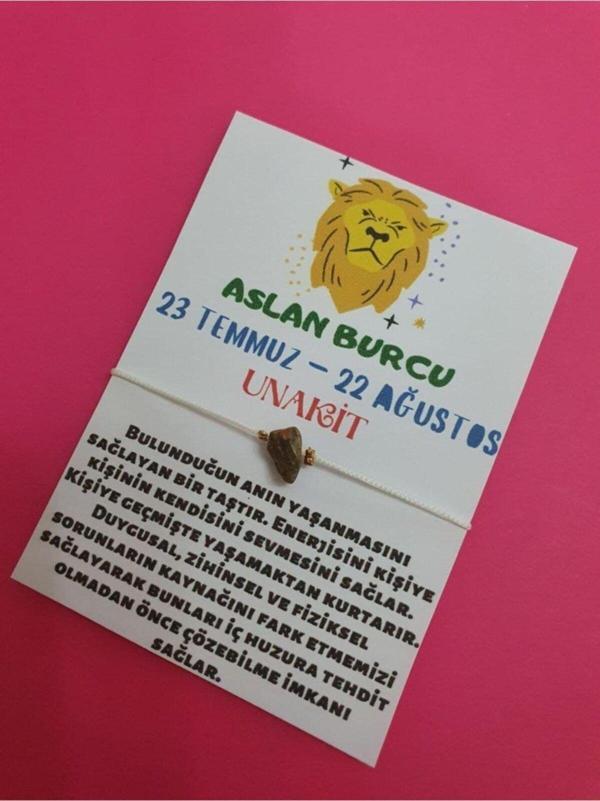 ASLAN BURCU
23 TEMMUZ – 22 AĞUSTOS
UNAKİT
BULUNDUĞUN ANIN YAŞANMASINI
SAĞLAYAN BİR TAŞTIR. ENERJİSİNİ KİŞİYE
KİŞİNİN KENDİSİNİ SEVMESİNİ SAĞLAR.
KİŞİYE GEÇMİŞTE YAŞAMAKTAN KURTARIR.
DUYGUSAL, ZİHİNSEL VE FİZİKSEL
SORUNLARIN KAYNAĞINI FARK ETMEMİZİ
SAĞLAYARAK BUNLARI İÇ HUZURA TEHDİT
OLMADAN ÖNCE ÇÖZEBİLME İMKANI
SAĞLAR.